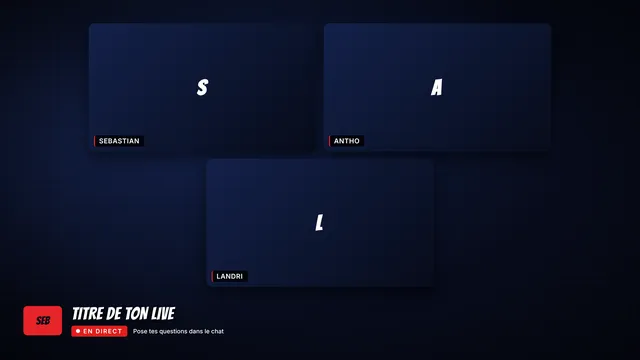 S
A
SEBASTIAN
ANTHO
L
LANDRI
SEB
TITRE DE TON LIVE
EN DIRECT
Pose tes questions dans le chat